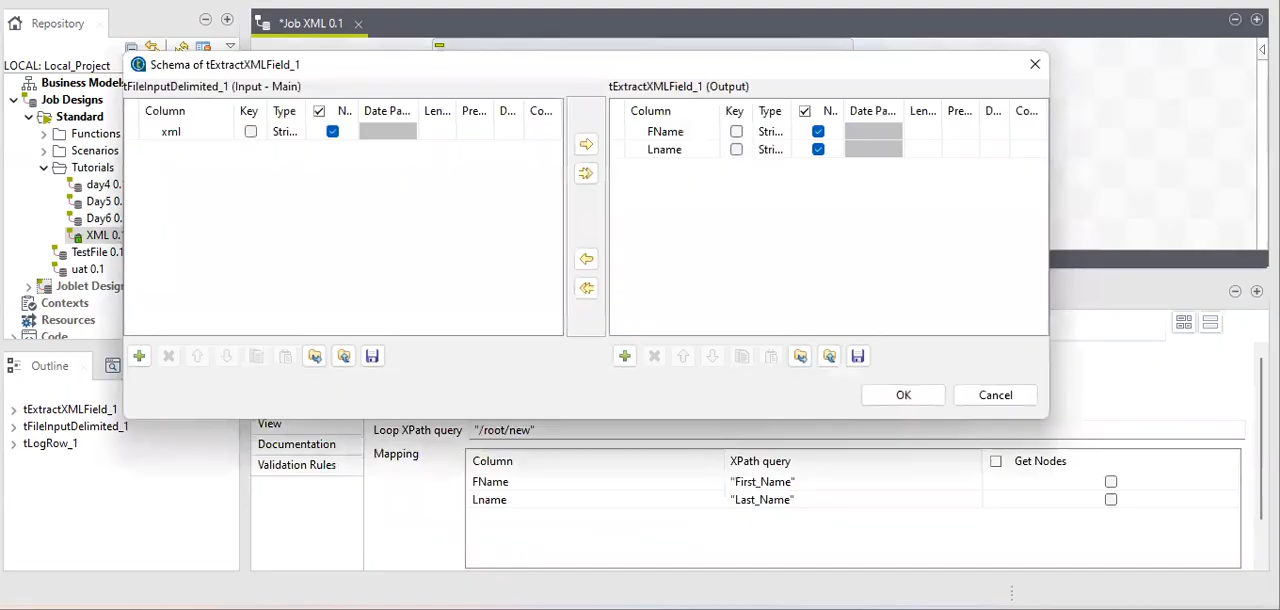 Repository
*Job XML 0.1
LOCAL: Local_Project
Business Models
Job Designs
Standard
Functions
Scenarios
Tutorials
day4 0.
Day5 0.
Day6 0.
XML 0.1
TestFile 0.1
uat 0.1
Joblet Design
Contexts
Resources
Code
Schema of tExtractXMLField_1
tFileInputDelimited_1 (Input - Main)
Column Key Type N.. Date Pa... Len... Pre... D... Co...
xml Stri...
tExtractXMLField_1 (Output)
Column Key Type N.. Date Pa... Len... Pre... D... Co...
FName Stri...
Lname Stri...
OK Cancel
Outline
tExtractXMLField_1
tFileInputDelimited_1
tLogRow_1
View
Documentation
Validation Rules
Loop XPath query "/root/new"
Mapping
Column XPath query Get Nodes
FName "First_Name"
Lname "Last_Name"